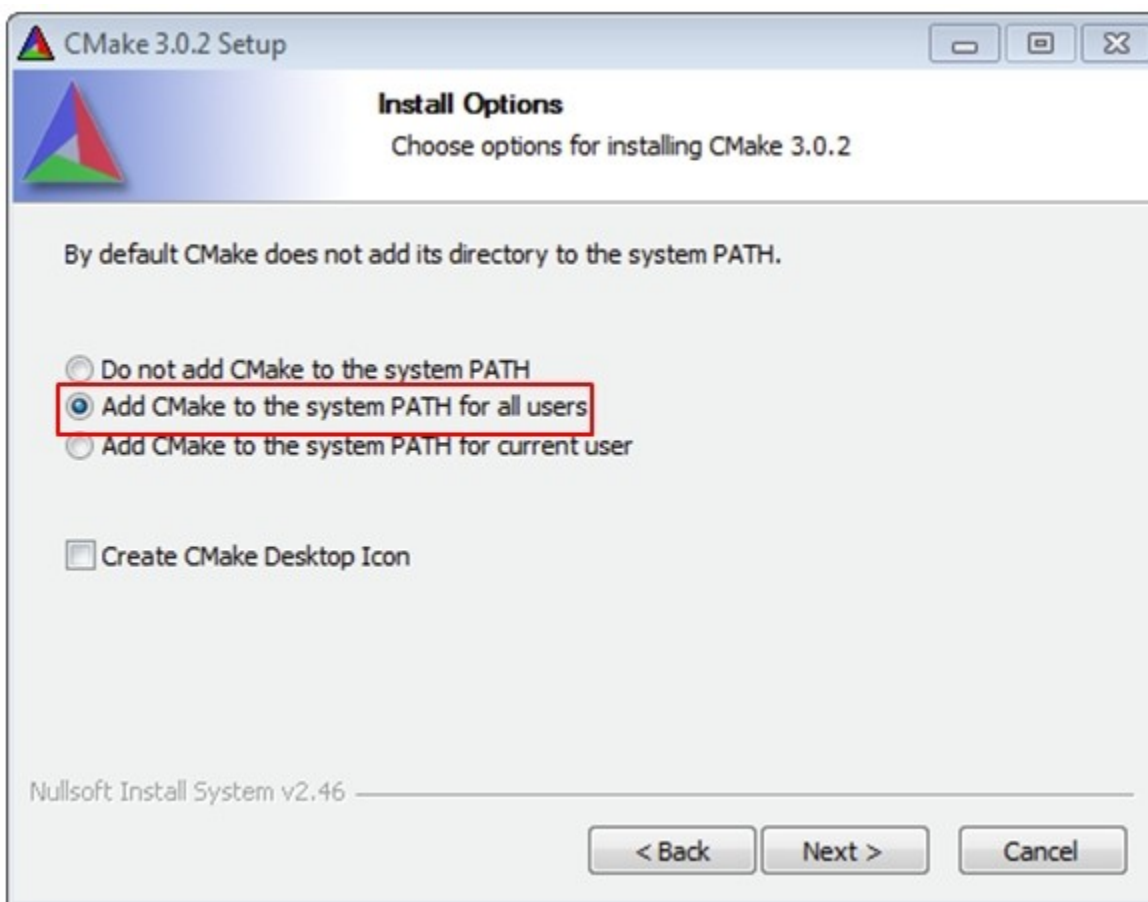 CMake 3.0.2 Setup
Install Options
Choose options for installing CMake 3.0.2
By default CMake does not add its directory to the system PATH.
Do not add CMake to the system PATH
Add CMake to the system PATH for all users
Add CMake to the system PATH for current user
Create CMake Desktop Icon
Nullsoft Install System v2.46
< Back Next > Cancel